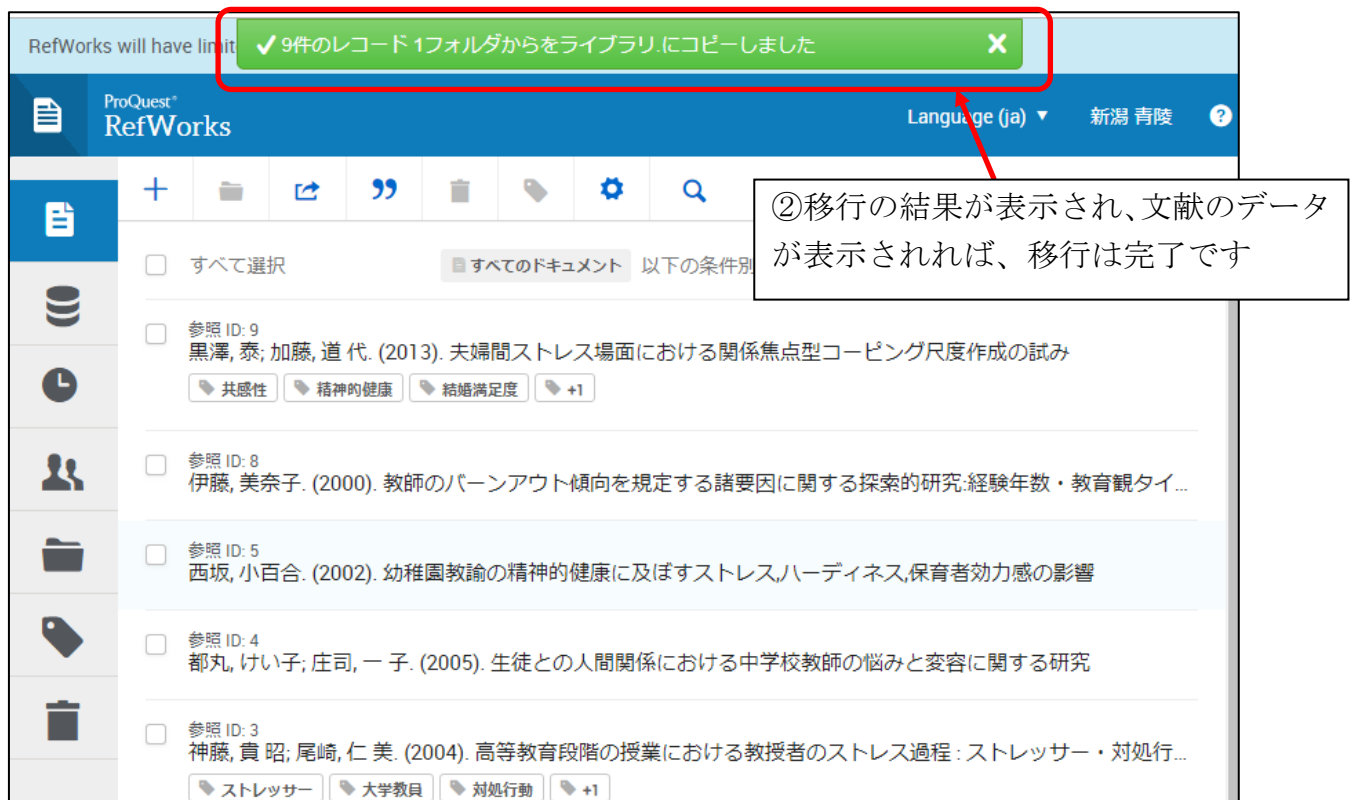 RefWorks will have limit
✔ 9件のレコード 1フォルダからをライブラリ.にコピーしました ✕
ProQuest°
RefWorks
Language (ja) ▼ 新潟 青陵 ?
②移行の結果が表示され、文献のデータ
が表示されれば、移行は完了です
すべて選択 すべてのドキュメント 以下の条件別
参照 ID: 9
黒澤, 泰; 加藤, 道 代. (2013). 夫婦間ストレス場面における関係焦点型コーピング尺度作成の試み
共感性 精神的健康 結婚満足度 +1
参照 ID: 8
伊藤, 美奈子. (2000). 教師のバーンアウト傾向を規定する諸要因に関する探索的研究:経験年数・教育観タイ...
参照 ID: 5
西坂, 小百合. (2002). 幼稚園教諭の精神的健康に及ぼすストレス,ハーディネス,保育者効力感の影響
参照 ID: 4
都丸, けい子; 庄司, 一 子. (2005). 生徒との人間関係における中学校教師の悩みと変容に関する研究
参照 ID: 3
神藤, 貴 昭; 尾崎, 仁 美. (2004). 高等教育段階の授業における教授者のストレス過程 : ストレッサー・対処行...
ストレッサー 大学教員 対処行動 +1